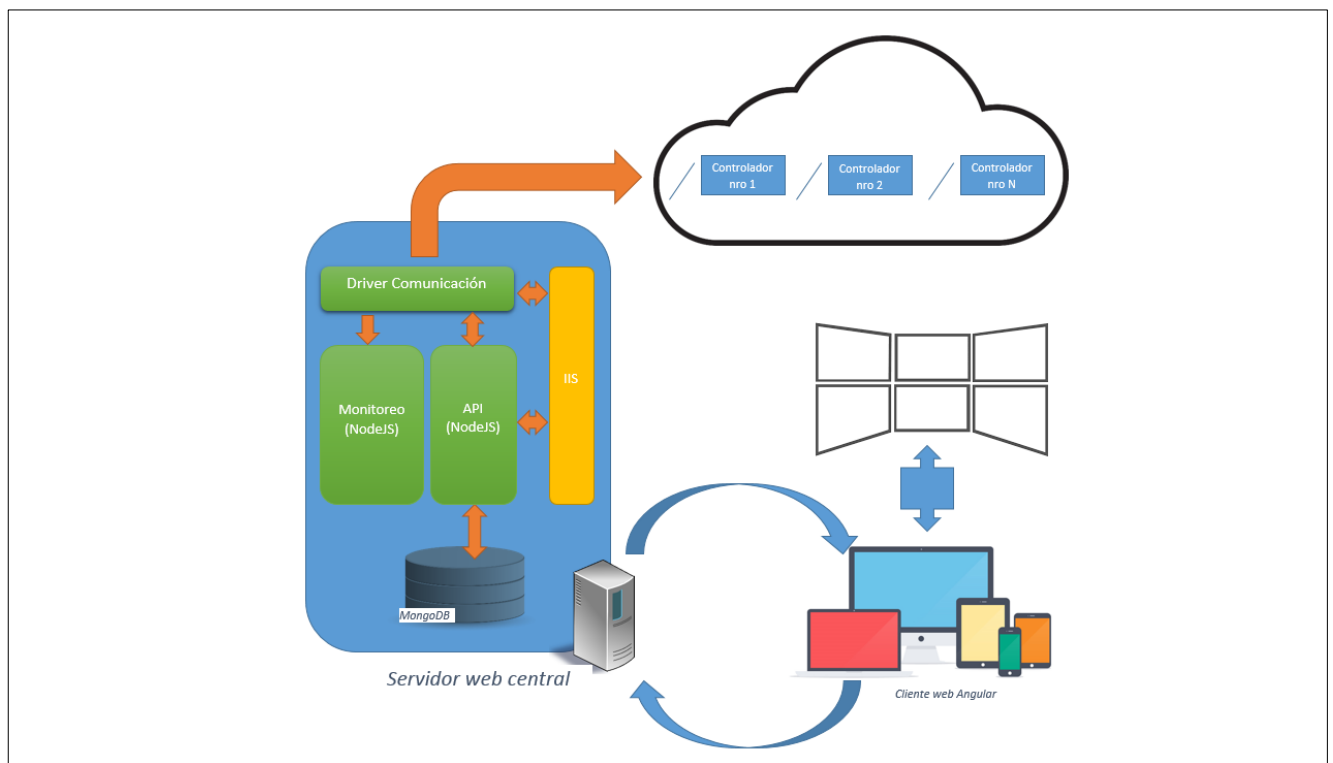 Controlador
nro 1
Controlador
nro 2
Controlador
nro N
Driver Comunicación
IIS
Monitoreo
(NodeJS)
API
(NodeJS)
MongoDB
Servidor web central
Cliente web Angular